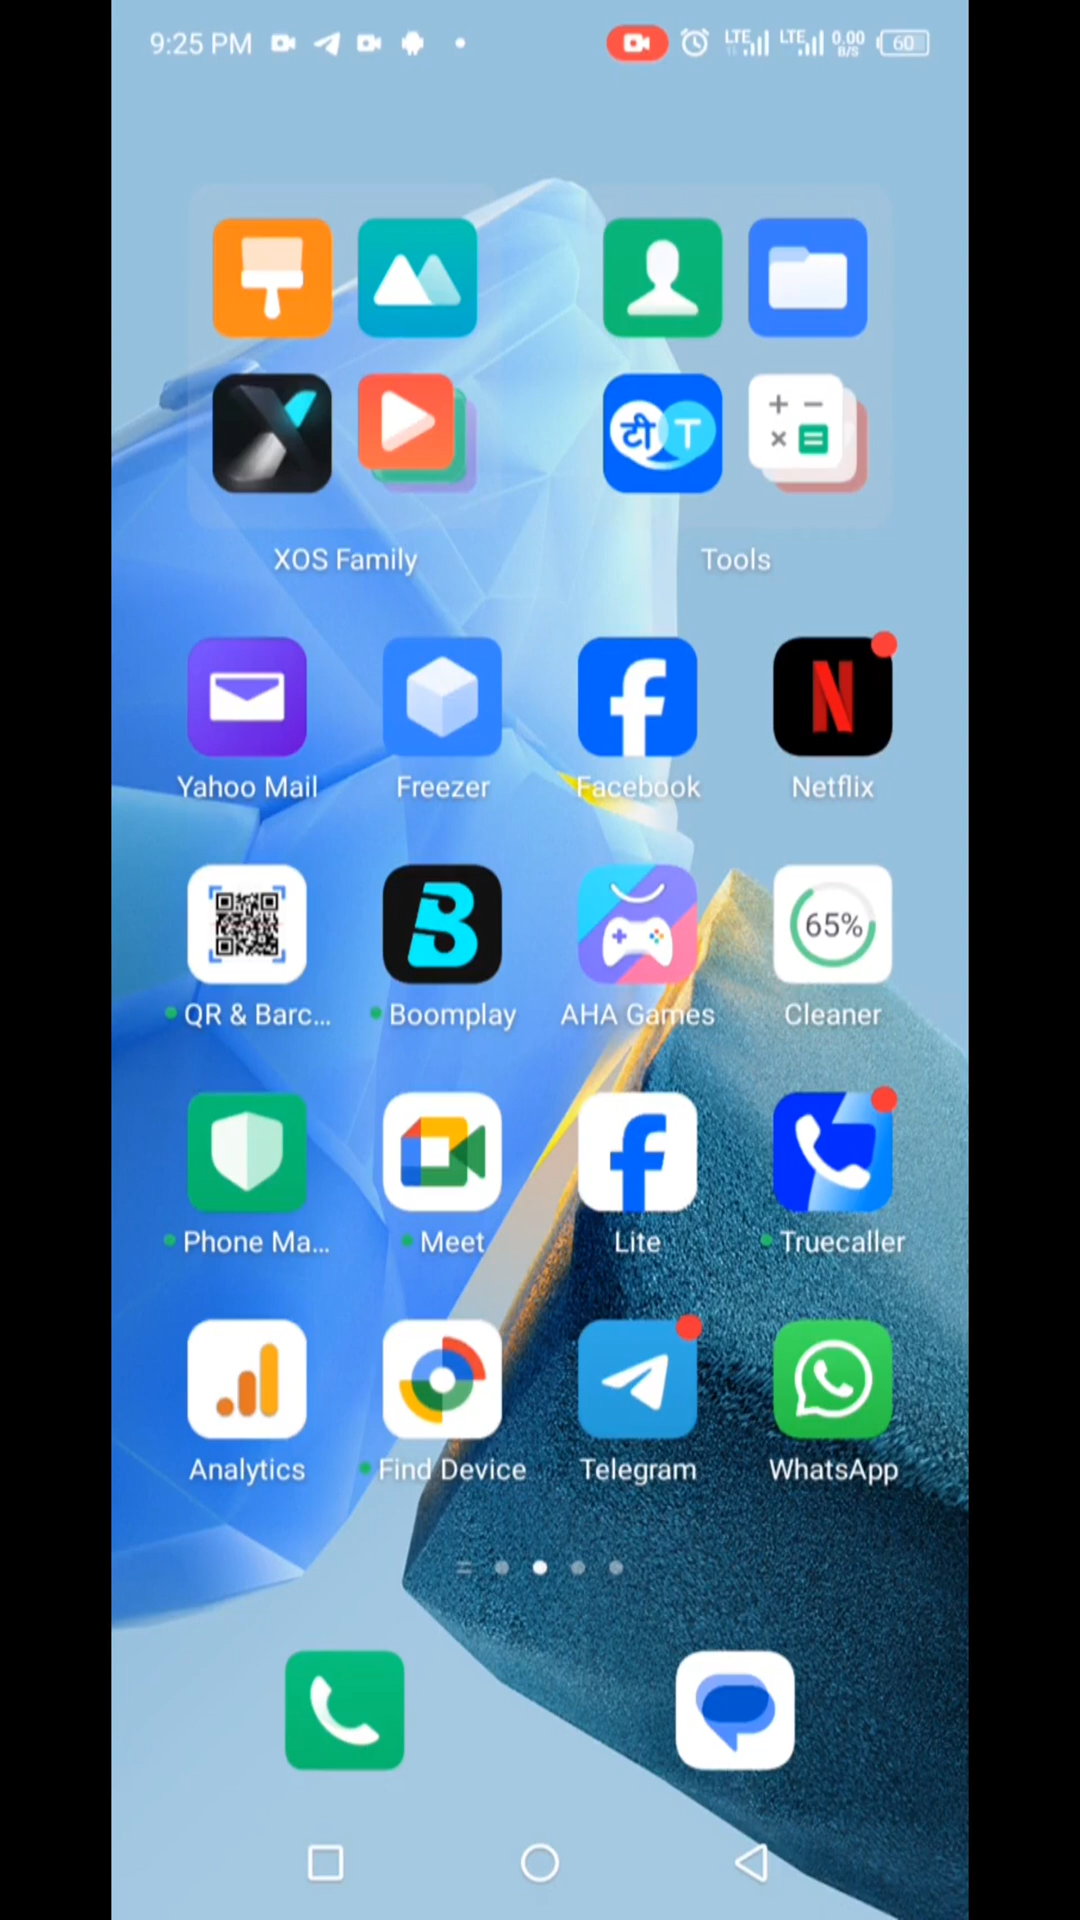 9:25 PM LTE LTE 0.00 B/S 60
टी T
+ − × =
XOS Family Tools
N
Yahoo Mail Freezer Facebook Netflix
B 65%
QR & Barc... Boomplay AHA Games Cleaner
Phone Ma... Meet Lite Truecaller
Analytics Find Device Telegram WhatsApp